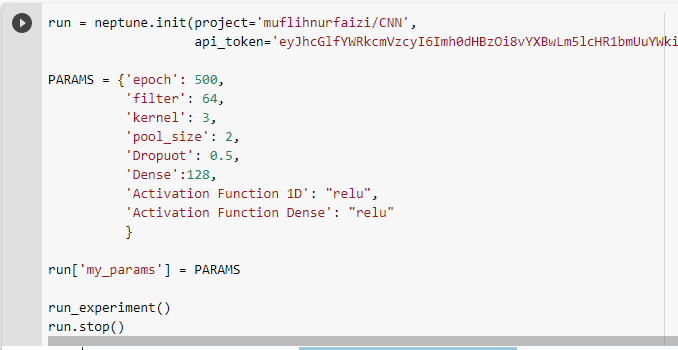 run = neptune.init(project='muflihnurfaizi/CNN',
api_token='eyJhcGlfYWRkcmVzcyI6Imh0dHBzOi8vYXBwLm5lcHR1bmUuYWki
PARAMS = {'epoch': 500,
'filter': 64,
'kernel': 3,
'pool_size': 2,
'Dropuot': 0.5,
'Dense':128,
'Activation Function 1D': "relu",
'Activation Function Dense': "relu"
}
run['my_params'] = PARAMS
run_experiment()
run.stop()